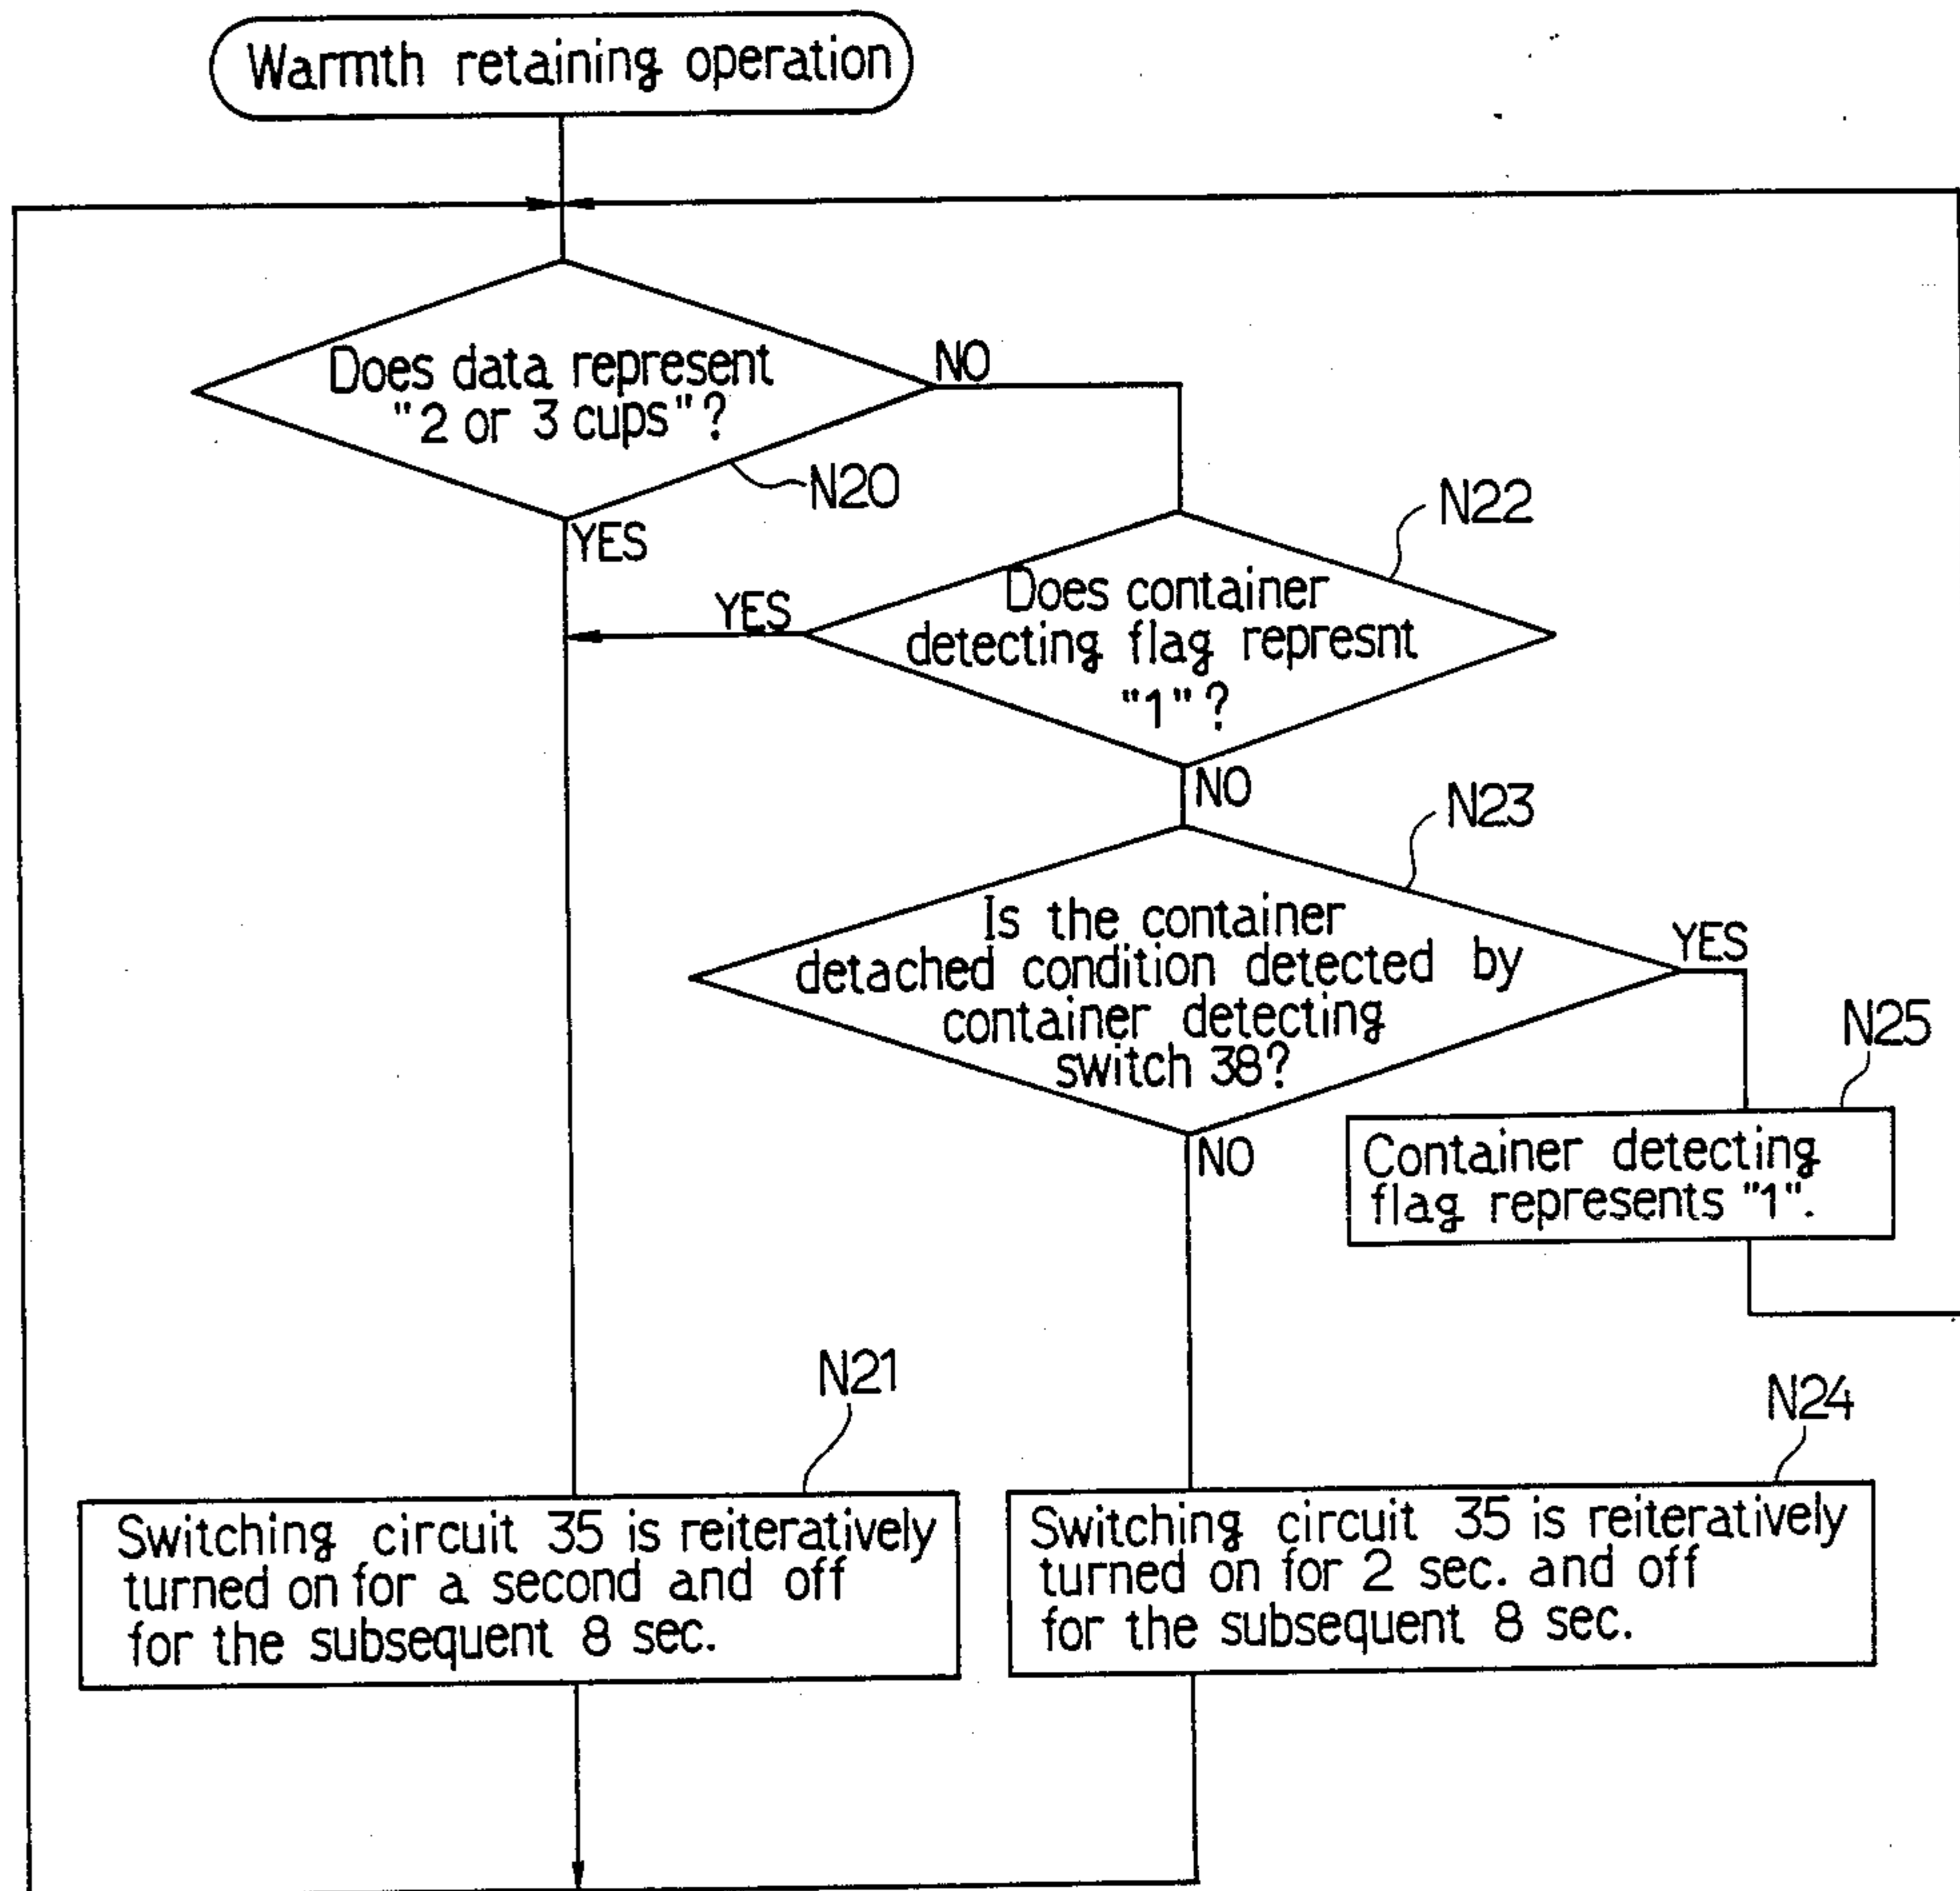 Warmth retaining operation
Does data represent
"2 or 3 cups"?
NO
N20
YES
N22
Does container
detecting flag represnt
"1"?
YES
NO
N23
Is the container
detached condition detected by
container detecting
switch 38?
YES
NO
N25
Container detecting
flag represents "1".
N21
Switching circuit 35 is reiteratively
turned on for a second and off
for the subsequent 8 sec.
N24
Switching circuit 35 is reiteratively
turned on for 2 sec. and off
for the subsequent 8 sec.